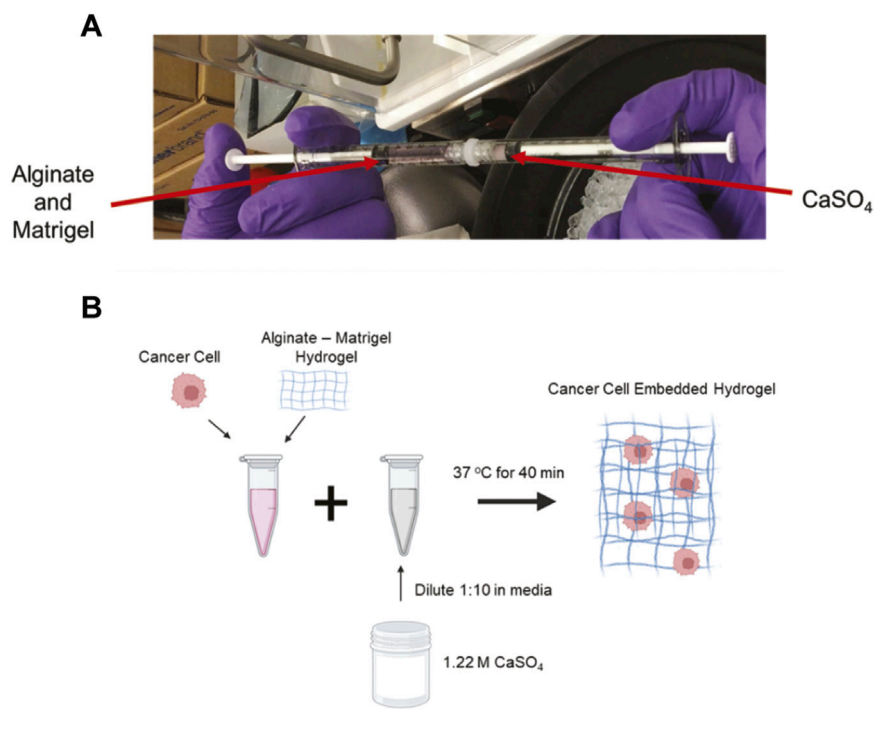 A
Alginate
and
Matrigel
CaSO₄
B
Cancer Cell
Alginate – Matrigel
Hydrogel
Cancer Cell Embedded Hydrogel
37 ºC for 40 min
+
Dilute 1:10 in media
1.22 M CaSO₄